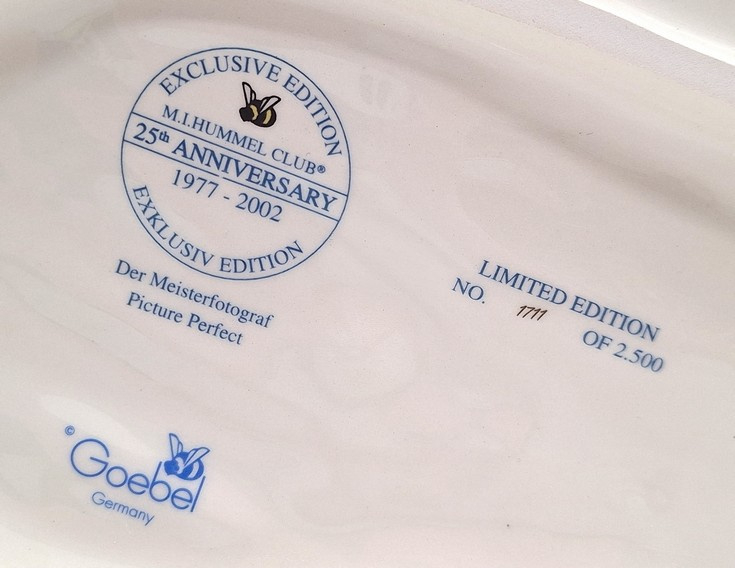 EXCLUSIVE EDITION
M.I.HUMMEL CLUB®
25th ANNIVERSARY
1977 - 2002
EXKLUSIV EDITION
Der Meisterfotograf
Picture Perfect
LIMITED EDITION
NO. 1711 OF 2.500
© Goebel
Germany